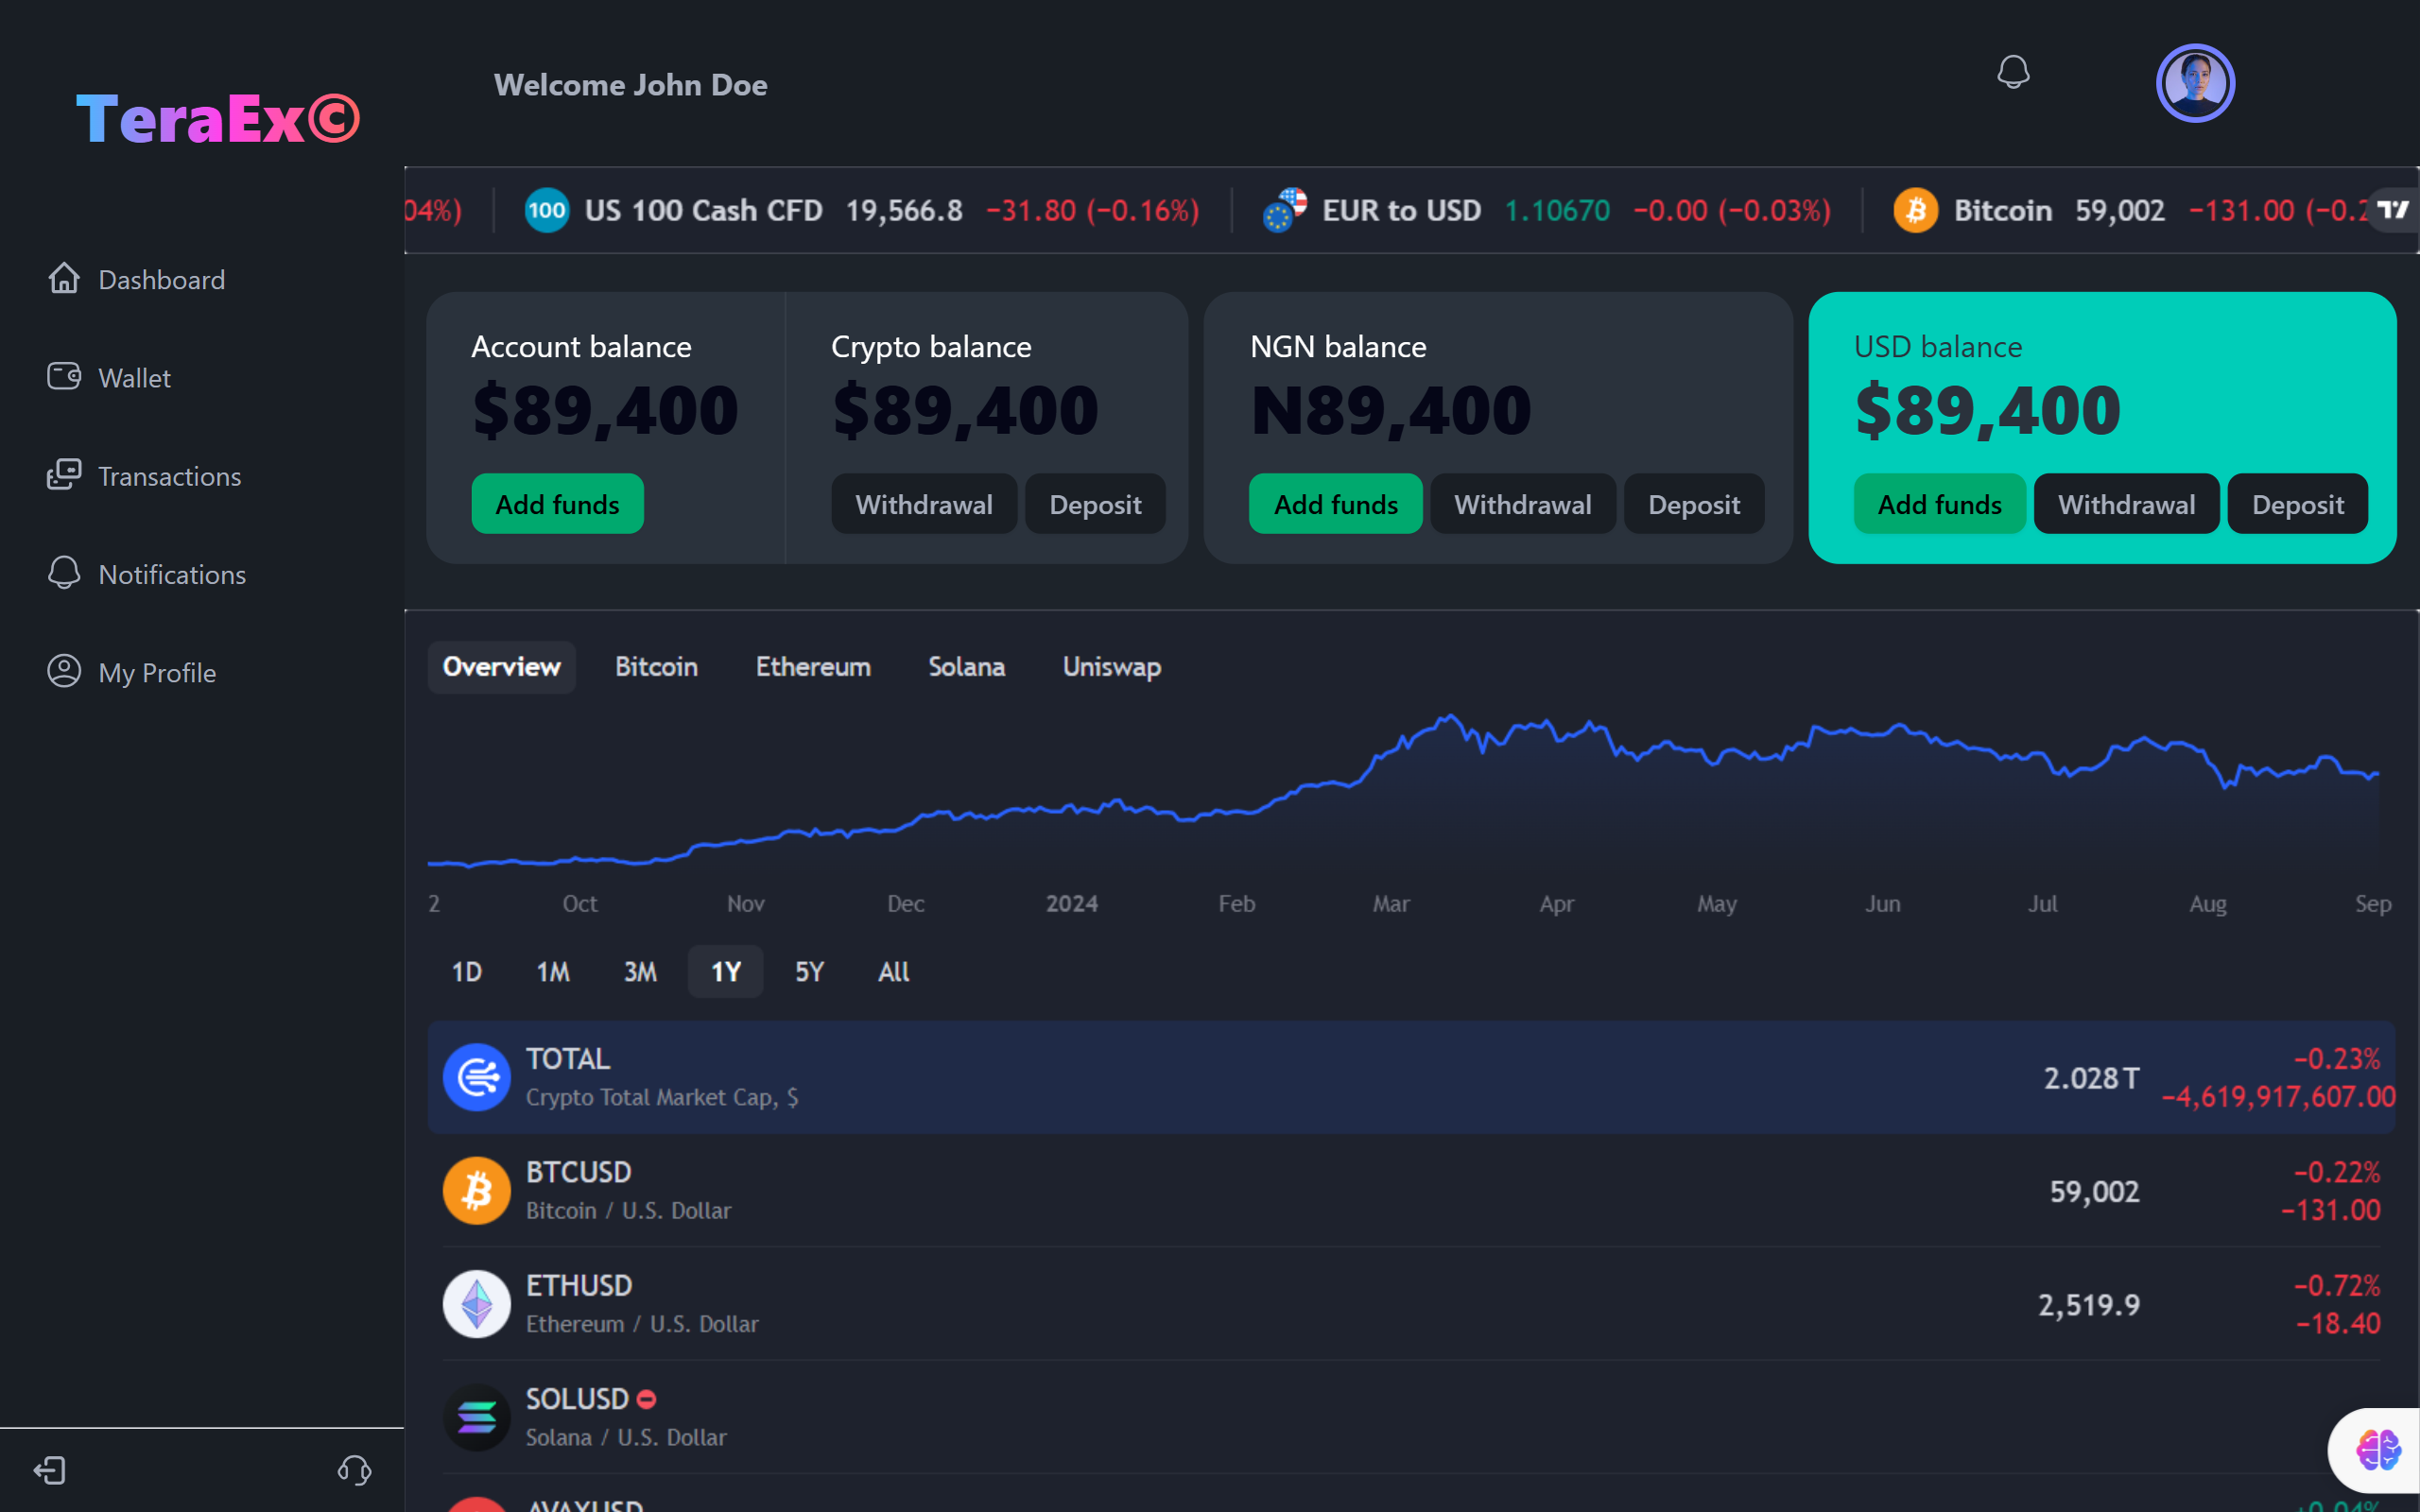 TeraEx©
Welcome John Doe
Dashboard
Wallet
Transactions
Notifications
My Profile
04%) 100 US 100 Cash CFD 19,566.8 −31.80 (−0.16%) EUR to USD 1.10670 −0.00 (−0.03%) Bitcoin 59,002 −131.00 (−0.2
Account balance
$89,400
Add funds
Crypto balance
$89,400
Withdrawal Deposit
NGN balance
N89,400
Add funds Withdrawal Deposit
USD balance
$89,400
Add funds Withdrawal Deposit
Overview Bitcoin Ethereum Solana Uniswap
2 Oct Nov Dec 2024 Feb Mar Apr May Jun Jul Aug Sep
1D 1M 3M 1Y 5Y All
TOTAL
Crypto Total Market Cap, $
2.028 T
−0.23%
−4,619,917,607.00
BTCUSD
Bitcoin / U.S. Dollar
59,002
−0.22%
−131.00
ETHUSD
Ethereum / U.S. Dollar
2,519.9
−0.72%
−18.40
SOLUSD
Solana / U.S. Dollar
AVAXUSD
+0.04%